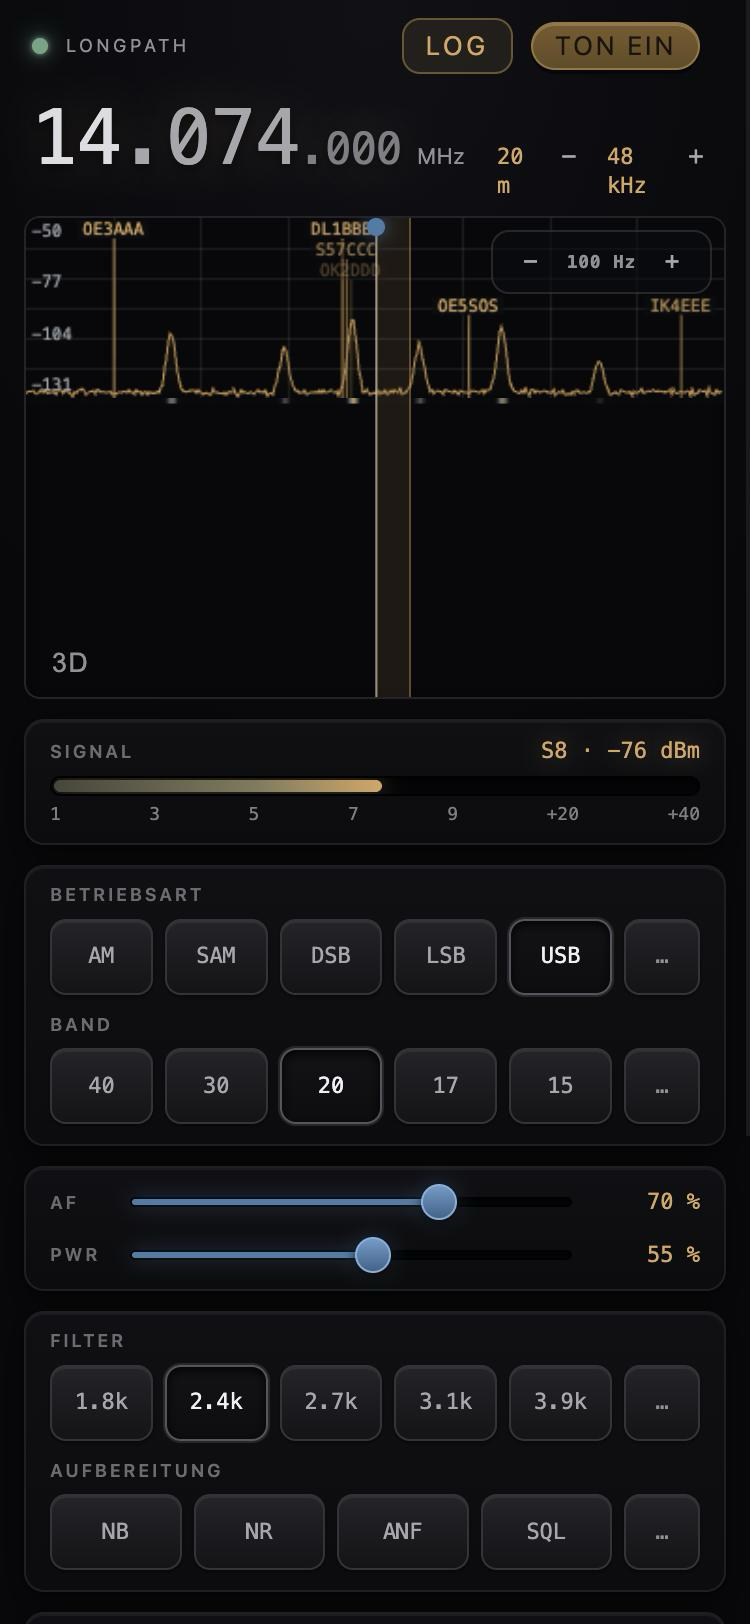 LONGPATH LOG TON EIN
14.074.000 MHz 20 m − 48 kHz +
−50 OE3AAA DL1BBB
S57CCC
OK2DDD
− 100 Hz +
−77
OE5SOS IK4EEE
−104
−131
3D
SIGNAL S8 · −76 dBm
1 3 5 7 9 +20 +40
BETRIEBSART
AM SAM DSB LSB USB …
BAND
40 30 20 17 15 …
AF 70 %
PWR 55 %
FILTER
1.8k 2.4k 2.7k 3.1k 3.9k …
AUFBEREITUNG
NB NR ANF SQL …